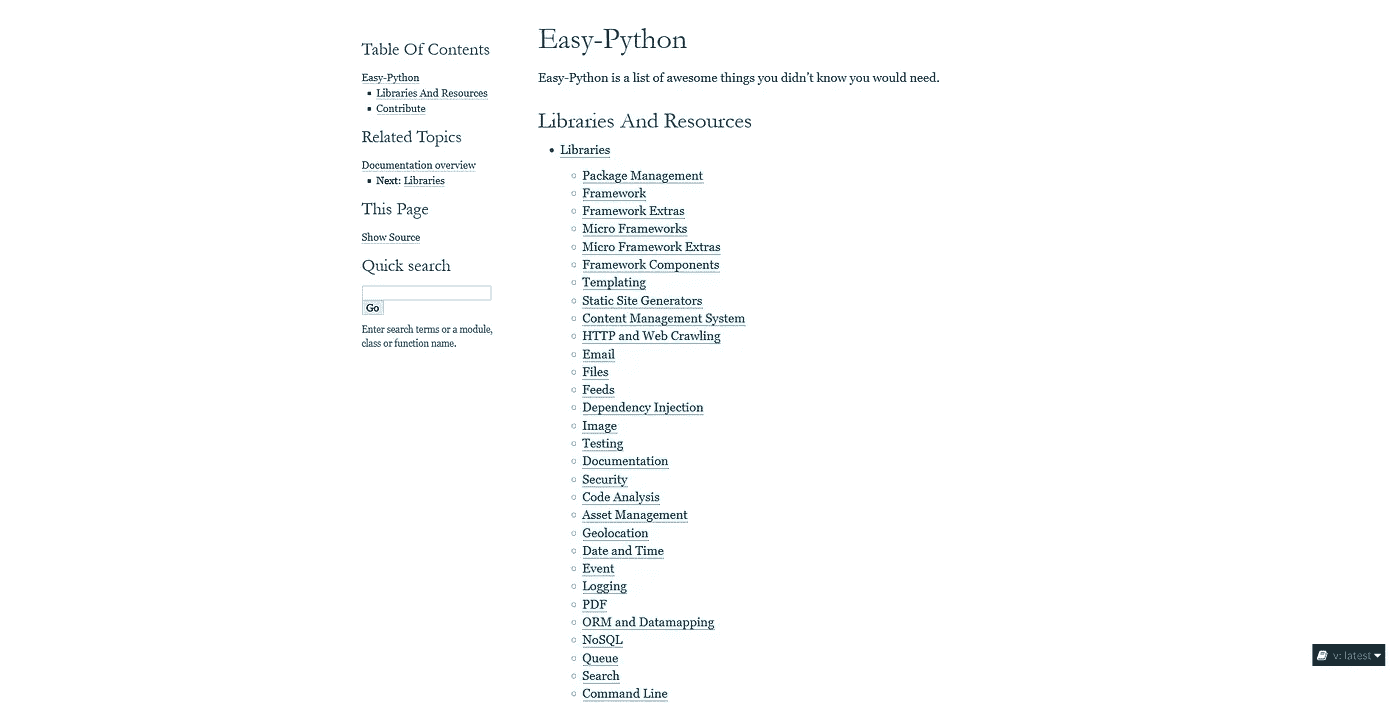 Table Of Contents
Easy-Python
Libraries And Resources
Contribute
Related Topics
Documentation overview
Next: Libraries
This Page
Show Source
Quick search
Go
Enter search terms or a module,
class or function name.
Easy-Python
Easy-Python is a list of awesome things you didn't know you would need.
Libraries And Resources
Libraries
Package Management
Framework
Framework Extras
Micro Frameworks
Micro Framework Extras
Framework Components
Templating
Static Site Generators
Content Management System
HTTP and Web Crawling
Email
Files
Feeds
Dependency Injection
Image
Testing
Documentation
Security
Code Analysis
Asset Management
Geolocation
Date and Time
Event
Logging
PDF
ORM and Datamapping
NoSQL
Queue
Search
Command Line
v: latest